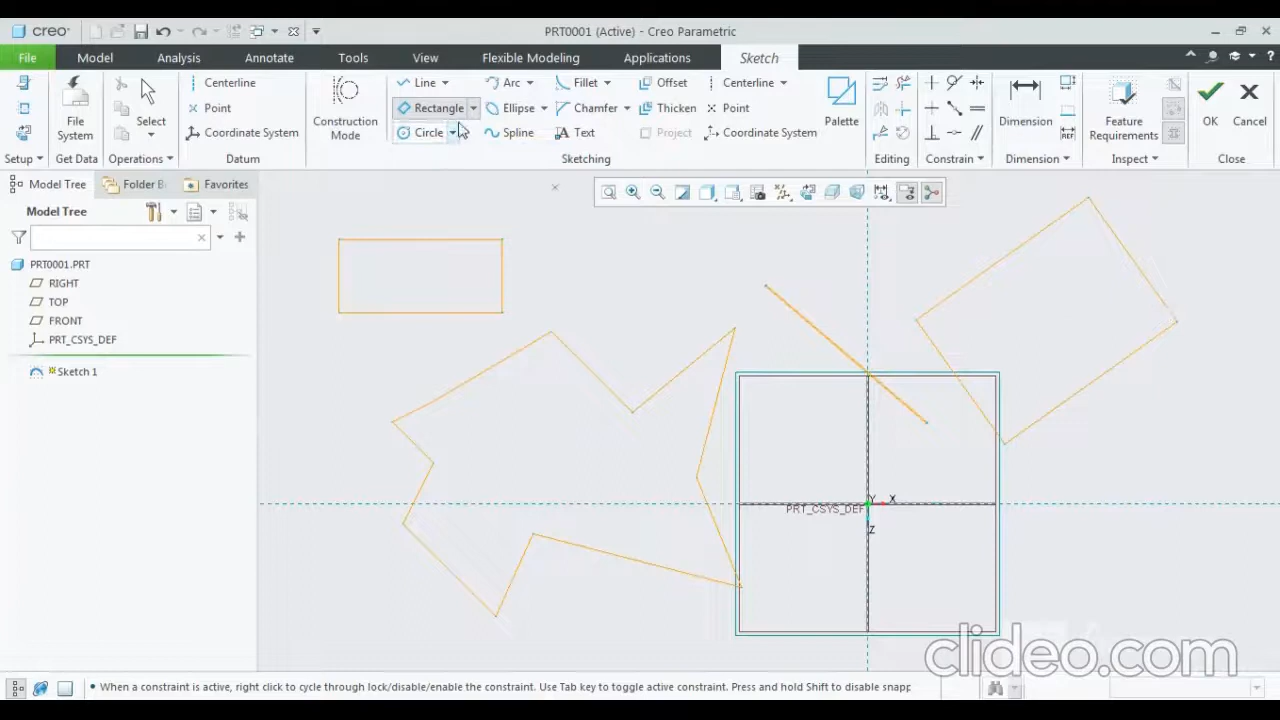 creo
PRT0001 (Active) - Creo Parametric
File Model Analysis Annotate Tools View Flexible Modeling Applications Sketch
Centerline Line Arc Fillet Offset Centerline
Point Rectangle Ellipse Chamfer Thicken Point
Coordinate System Circle Spline Text Project Coordinate System
File System
Select
Construction Mode
Palette
Dimension
REF
Feature Requirements
OK
Cancel
Setup Get Data Operations Datum Sketching Editing Constrain Dimension Inspect Close
Model Tree Folder B Favorites
Model Tree
PRT0001.PRT
RIGHT
TOP
FRONT
PRT_CSYS_DEF
Sketch 1
Y X
PRT_CSYS_DEF
Z
clideo.com
• When a constraint is active, right click to cycle through lock/disable/enable the constraint. Use Tab key to toggle active constraint. Press and hold Shift to disable snapp